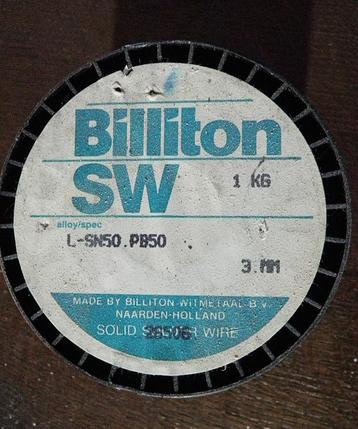 Billiton
SW
1 KG
alloy/spec
L-SN50.PB50
3.MM
MADE BY BILLITON-WITMETAAL B.V.
NAARDEN-HOLLAND
SOLID WIRE